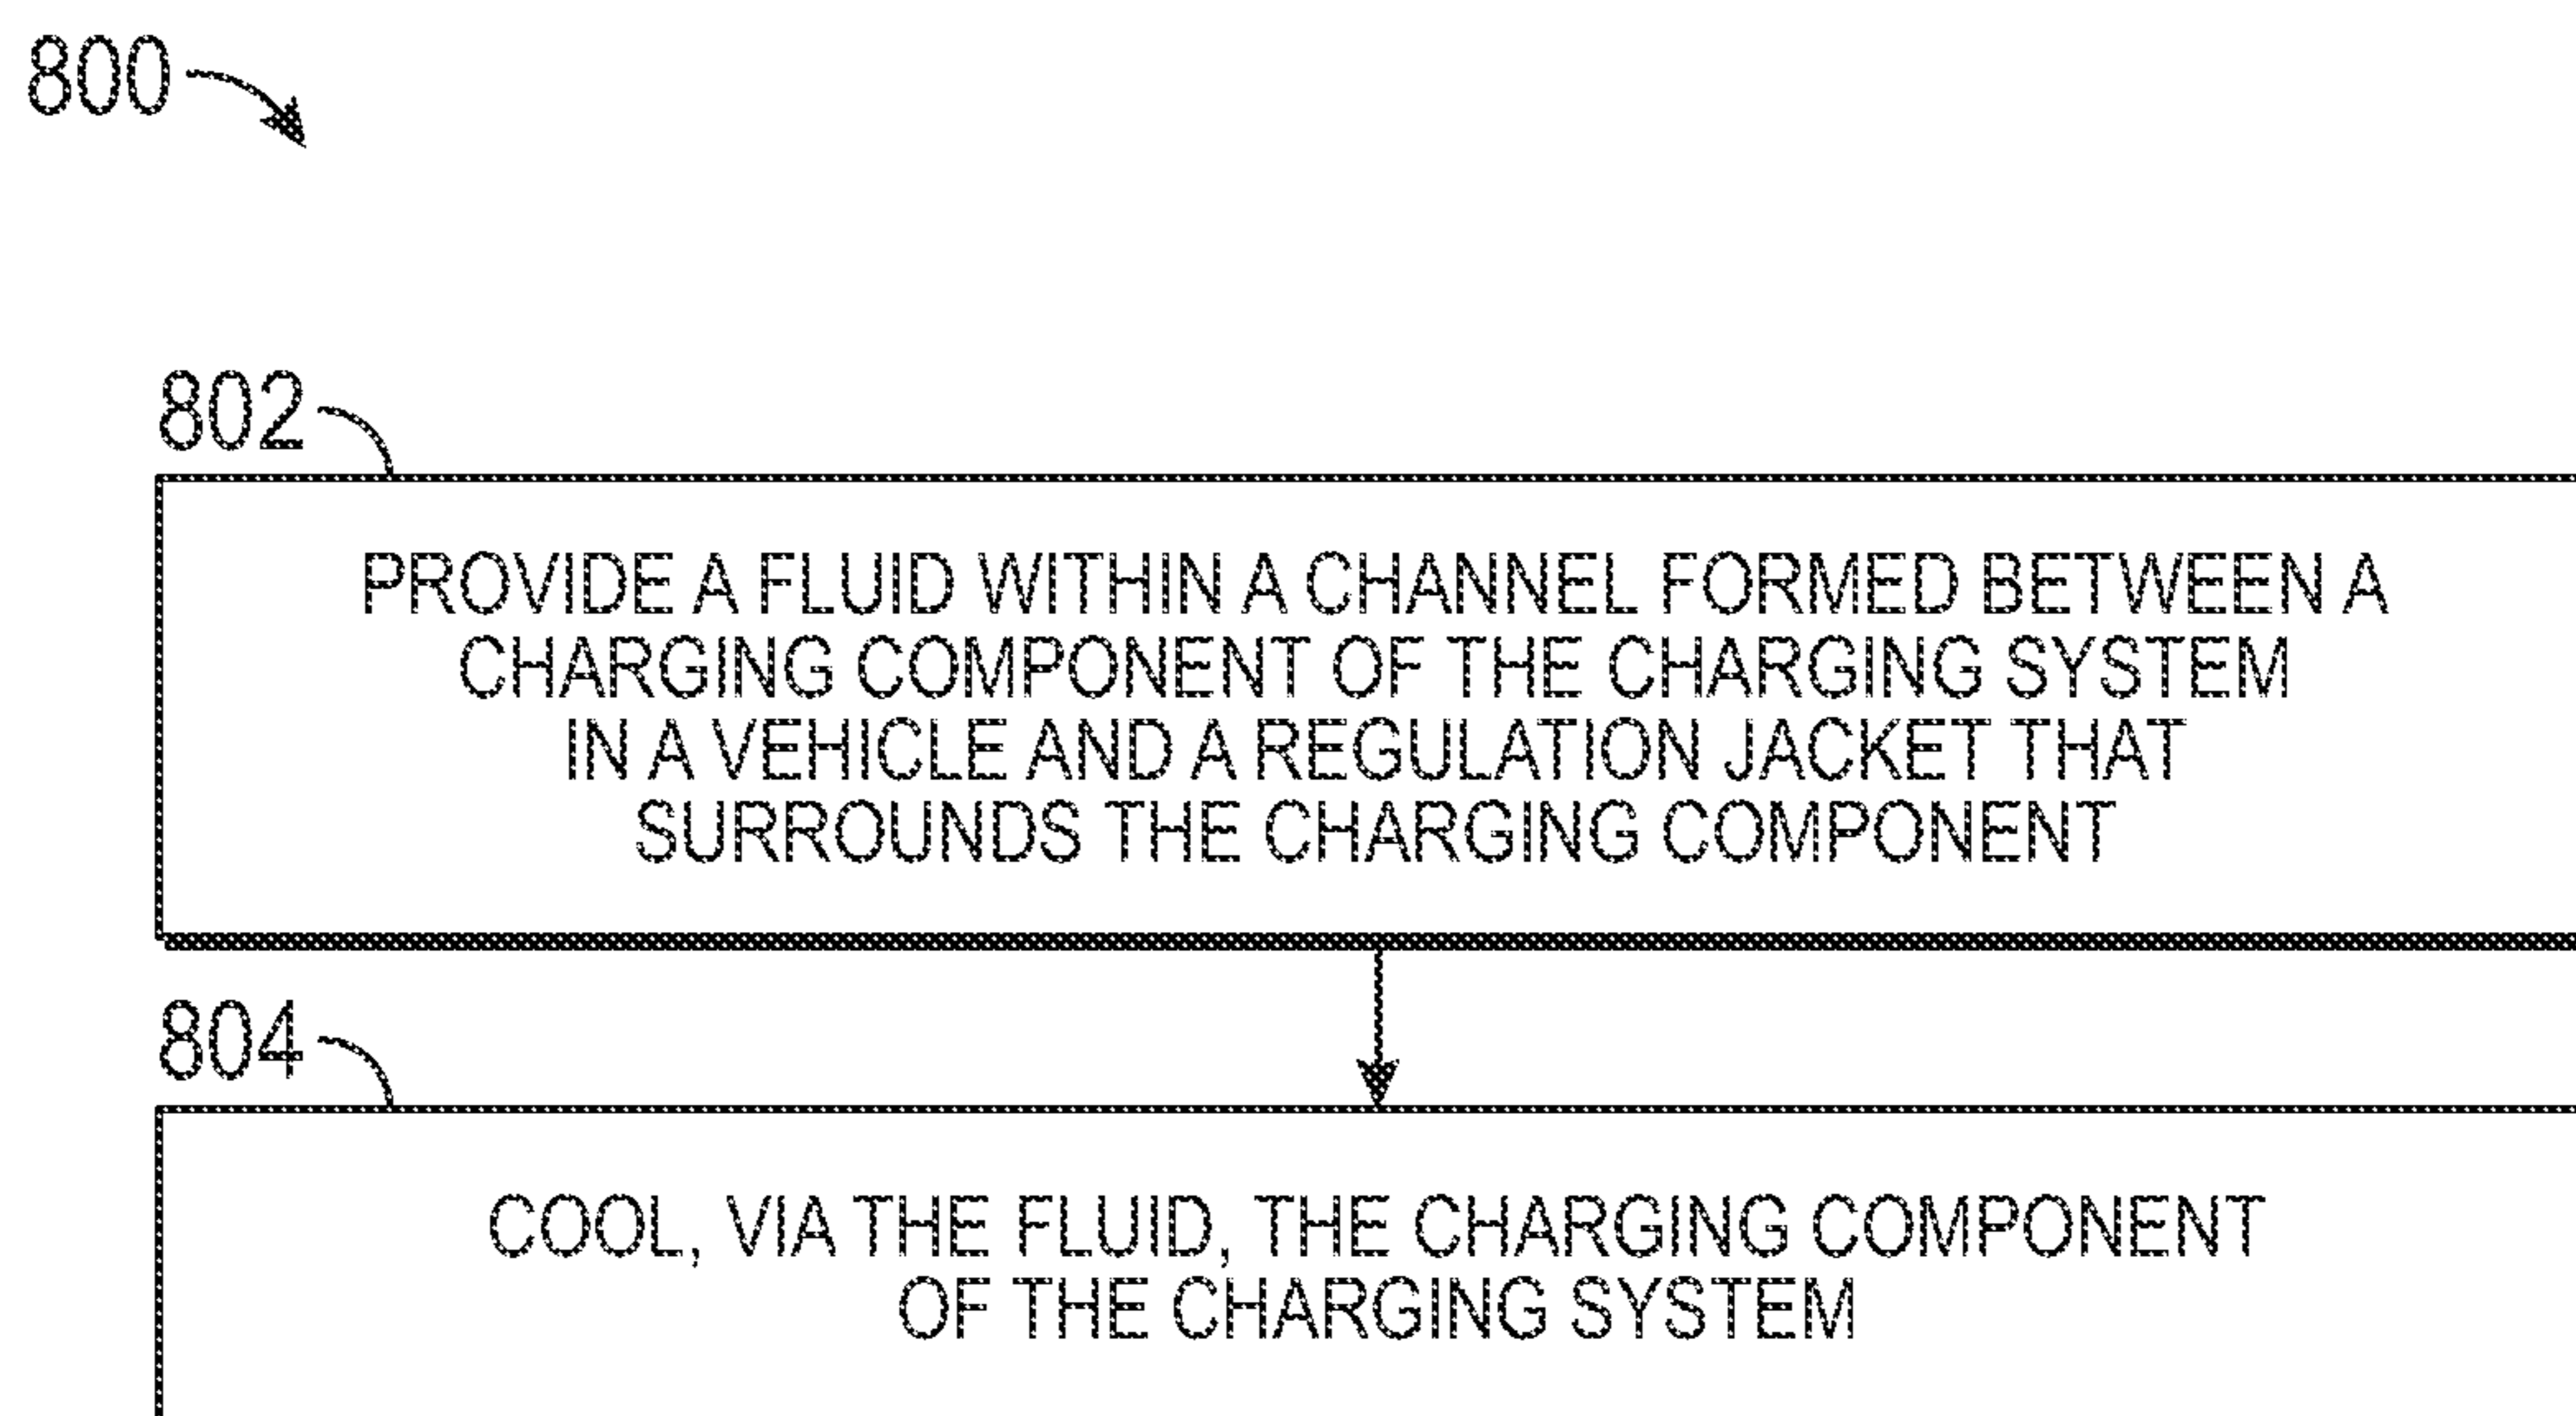 800
802
PROVIDE A FLUID WITHIN A CHANNEL FORMED BETWEEN A
CHARGING COMPONENT OF THE CHARGING SYSTEM
IN A VEHICLE AND A REGULATION JACKET THAT
SURROUNDS THE CHARGING COMPONENT
804
COOL, VIA THE FLUID, THE CHARGING COMPONENT
OF THE CHARGING SYSTEM